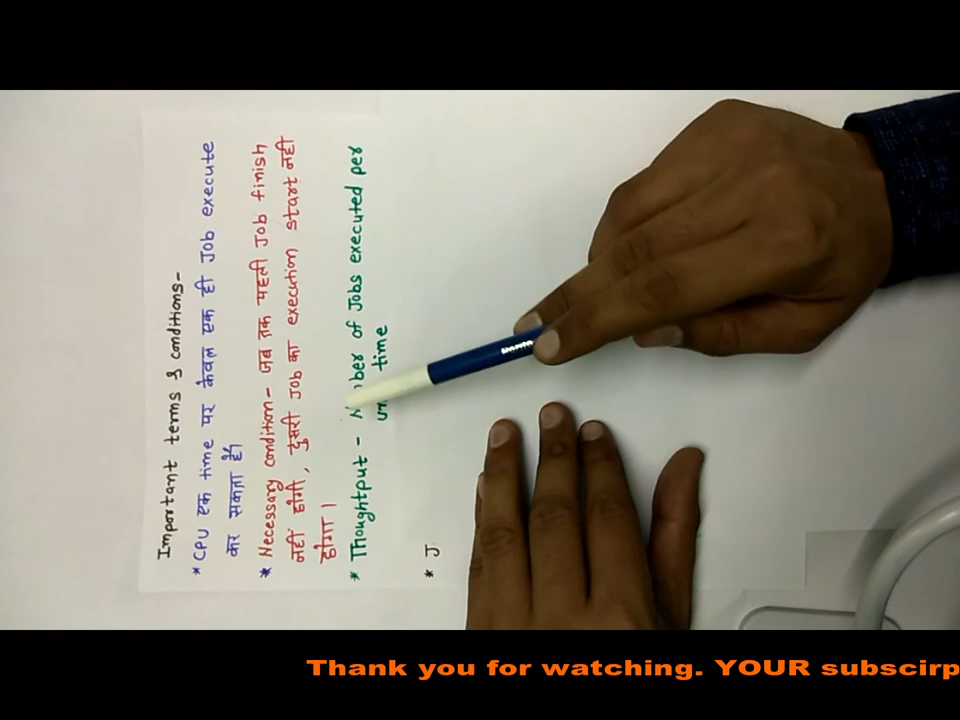 Important terms & conditions-
* CPU एक time पर केवल एक ही Job execute
कर सकता है।
* Necessary condition- जब तक पहली Job finish
नहीं होगी, दुसरी Job का execution start नही
होगा।
* Thoughtput - of Jobs executed per
time
* J
Thank you for watching. YOUR subscirp